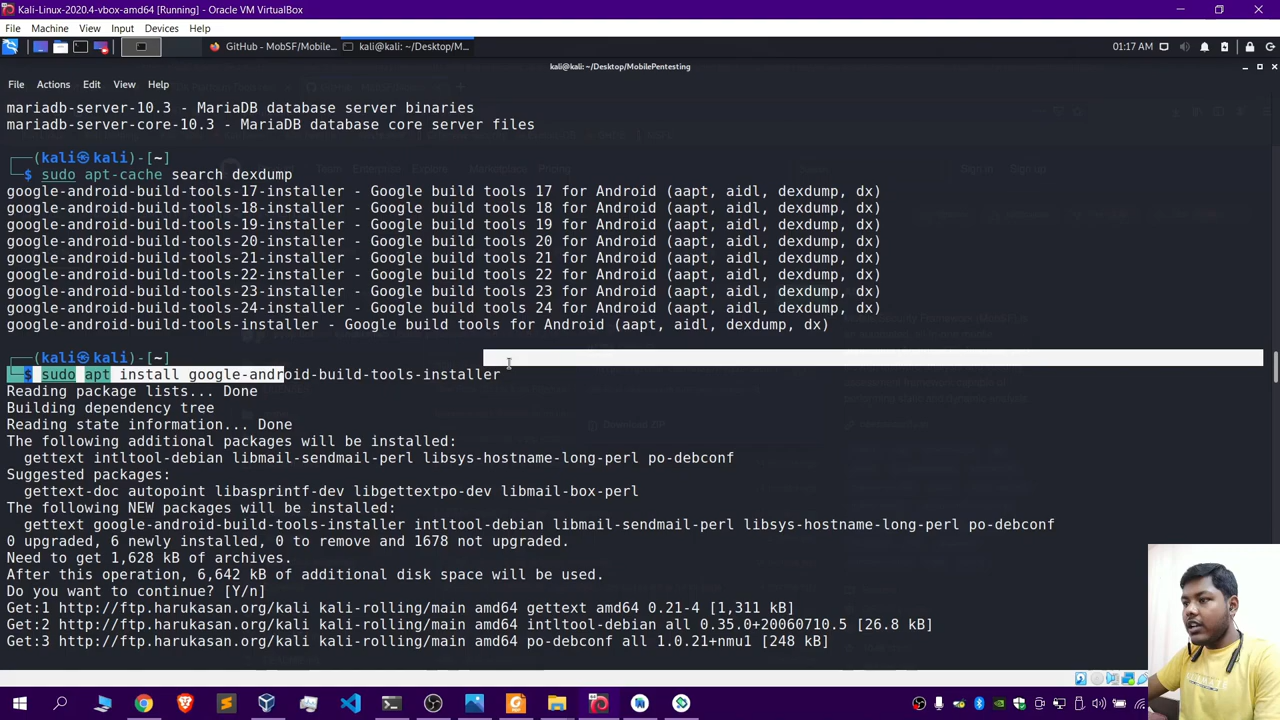 Kali-Linux-2020.4-vbox-amd64 [Running] - Oracle VM VirtualBox
File Machine View Input Devices Help
GitHub - MobSF/Mobile... kali@kali: ~/Desktop/M... 01:17 AM
kali@kali: ~/Desktop/MobilePentesting
File Actions Edit View Help
mariadb-server-10.3 - MariaDB database server binaries
mariadb-server-core-10.3 - MariaDB database core server files
┌──(kali㉿kali)-[~]
└─$ sudo apt-cache search dexdump
google-android-build-tools-17-installer - Google build tools 17 for Android (aapt, aidl, dexdump, dx)
google-android-build-tools-18-installer - Google build tools 18 for Android (aapt, aidl, dexdump, dx)
google-android-build-tools-19-installer - Google build tools 19 for Android (aapt, aidl, dexdump, dx)
google-android-build-tools-20-installer - Google build tools 20 for Android (aapt, aidl, dexdump, dx)
google-android-build-tools-21-installer - Google build tools 21 for Android (aapt, aidl, dexdump, dx)
google-android-build-tools-22-installer - Google build tools 22 for Android (aapt, aidl, dexdump, dx)
google-android-build-tools-23-installer - Google build tools 23 for Android (aapt, aidl, dexdump, dx)
google-android-build-tools-24-installer - Google build tools 24 for Android (aapt, aidl, dexdump, dx)
google-android-build-tools-installer - Google build tools for Android (aapt, aidl, dexdump, dx)
┌──(kali㉿kali)-[~]
└─$ sudo apt install google-android-build-tools-installer
Reading package lists... Done
Building dependency tree
Reading state information... Done
The following additional packages will be installed:
gettext intltool-debian libmail-sendmail-perl libsys-hostname-long-perl po-debconf
Suggested packages:
gettext-doc autopoint libasprintf-dev libgettextpo-dev libmail-box-perl
The following NEW packages will be installed:
gettext google-android-build-tools-installer intltool-debian libmail-sendmail-perl libsys-hostname-long-perl po-debconf
0 upgraded, 6 newly installed, 0 to remove and 1678 not upgraded.
Need to get 1,628 kB of archives.
After this operation, 6,642 kB of additional disk space will be used.
Do you want to continue? [Y/n]
Get:1 http://ftp.harukasan.org/kali kali-rolling/main amd64 gettext amd64 0.21-4 [1,311 kB]
Get:2 http://ftp.harukasan.org/kali kali-rolling/main amd64 intltool-debian all 0.35.0+20060710.5 [26.8 kB]
Get:3 http://ftp.harukasan.org/kali kali-rolling/main amd64 po-debconf all 1.0.21+nmu1 [248 kB]